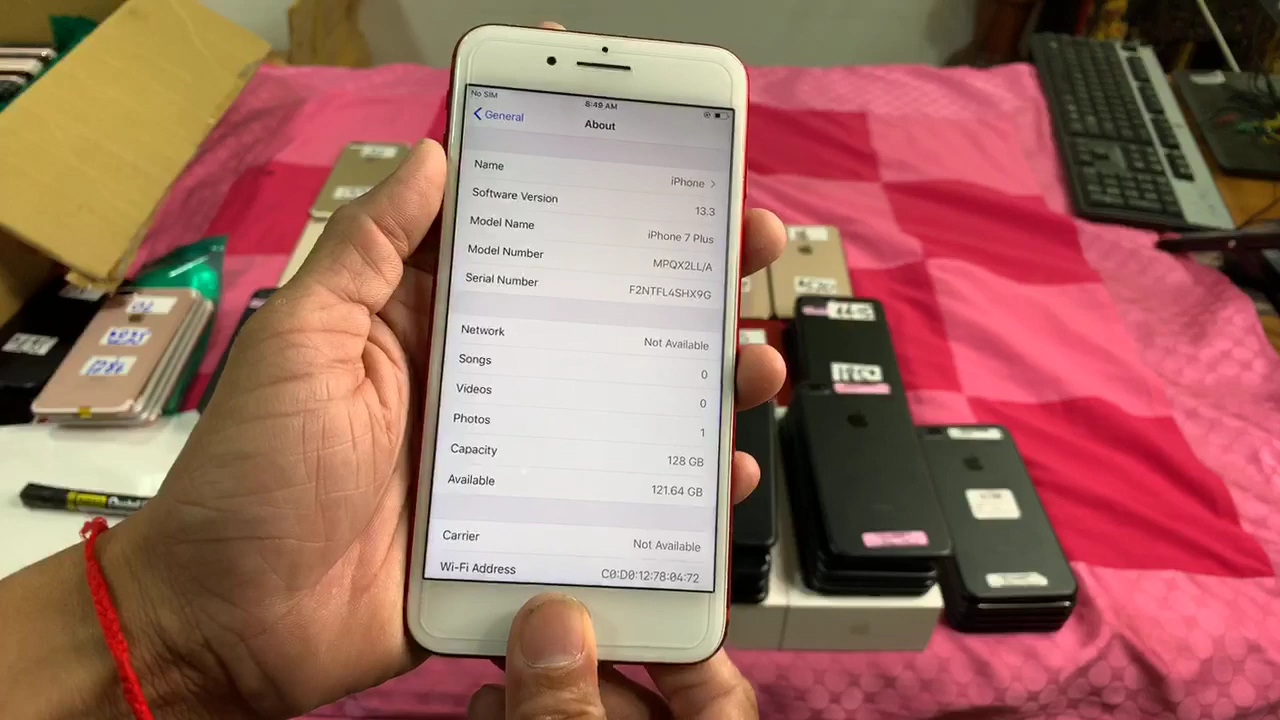 No SIM
8:49 AM
General
About
Name
iPhone
Software Version
13.3
Model Name
iPhone 7 Plus
Model Number
MPQX2LL/A
Serial Number
F2NTFL4SHX9G
Network
Not Available
Songs
0
Videos
0
Photos
1
Capacity
128 GB
Available
121.64 GB
Carrier
Not Available
Wi-Fi Address
C0:D0:12:78:04:72